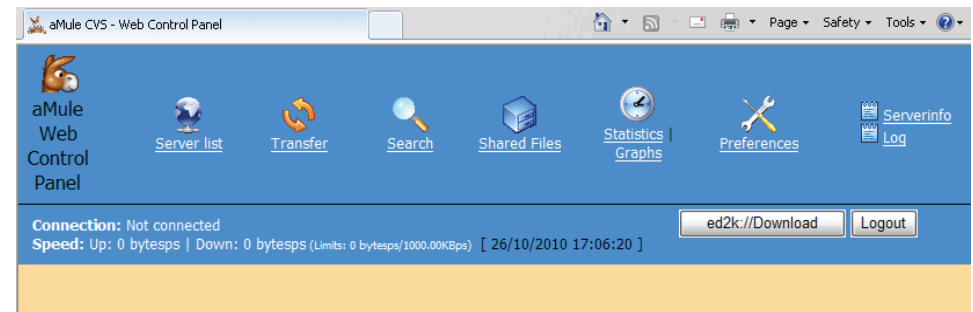 aMule CVS - Web Control Panel
Page Safety Tools
aMule
Web
Control
Panel
Server list
Transfer
Search
Shared Files
Statistics |
Graphs
Preferences
Serverinfo
Log
Connection: Not connected
Speed: Up: 0 bytesps | Down: 0 bytesps (Limits: 0 bytesps/1000.00KBps) [ 26/10/2010 17:06:20 ]
ed2k://Download
Logout